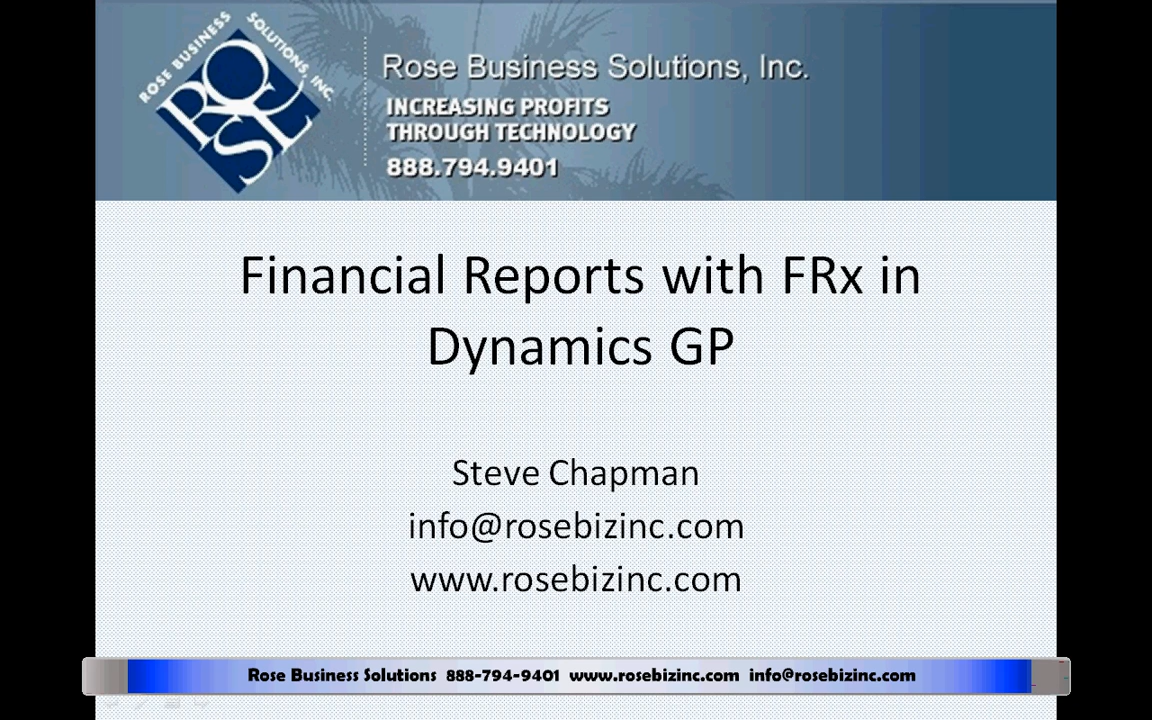 ROSE BUSINESS SOLUTIONS, INC.
ROSE
Rose Business Solutions, Inc.
INCREASING PROFITS
THROUGH TECHNOLOGY
888.794.9401
Financial Reports with FRx in
Dynamics GP
Steve Chapman
info@rosebizinc.com
www.rosebizinc.com
Rose Business Solutions 888-794-9401 www.rosebizinc.com info@rosebizinc.com